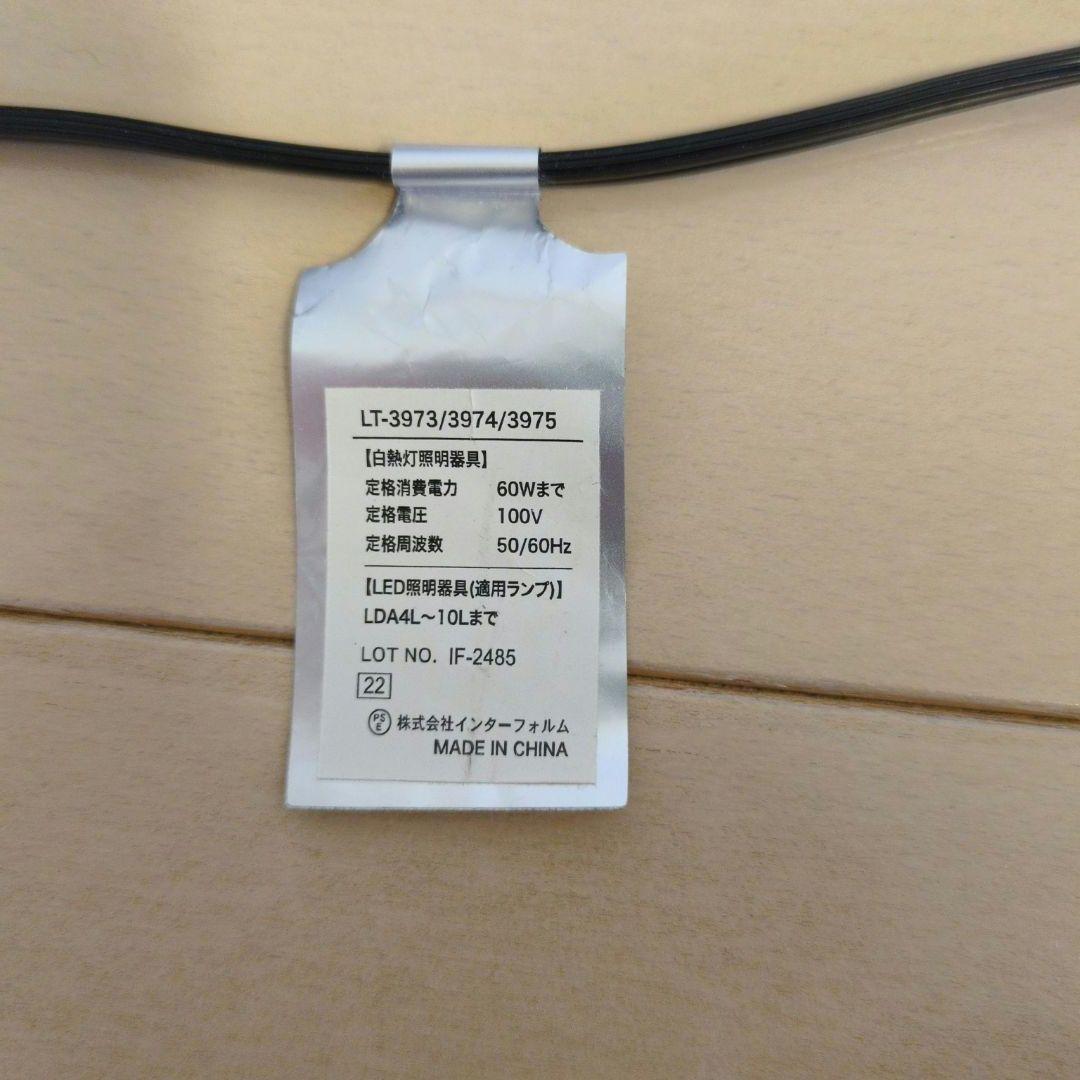 LT-3973/3974/3975
【白熱灯照明器具】
定格消費電力 60Wまで
定格電圧 100V
定格周波数 50/60Hz
【LED照明器具(適用ランプ)】
LDA4L～10Lまで
LOT NO. IF-2485
22
PSE 株式会社インターフォルム
MADE IN CHINA